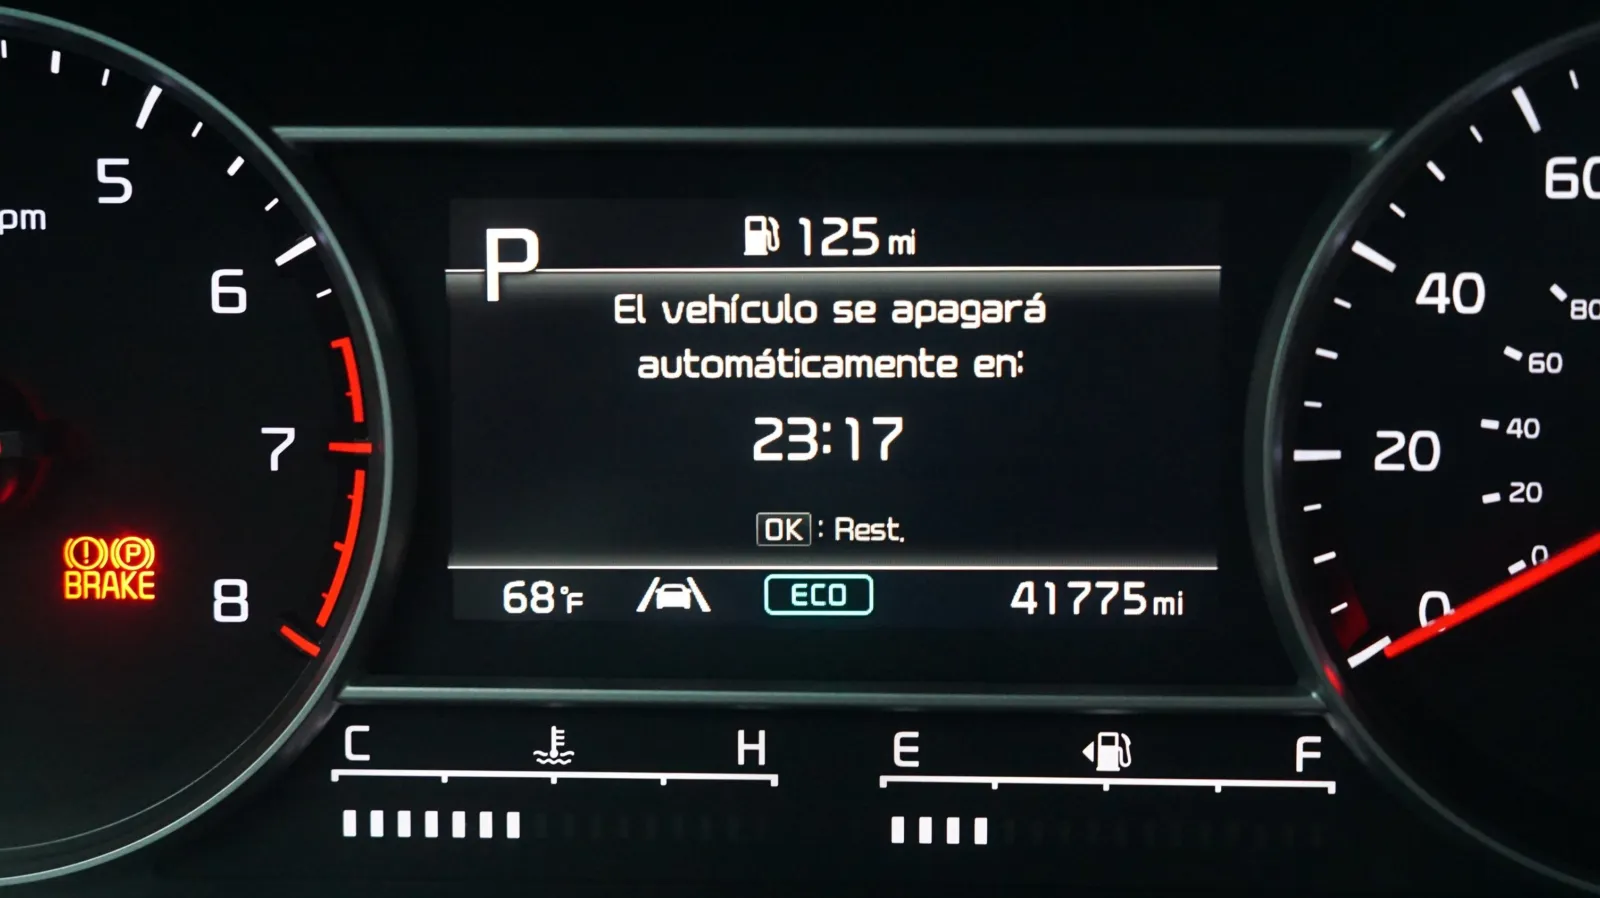 5
pm
6
7
8
BRAKE
P
125 mi
El vehículo se apagará
automáticamente en:
23:17
OK : Rest.
68°F
ECO
41775 mi
C H
E F
60
40
20
0
80
60
40
20
0